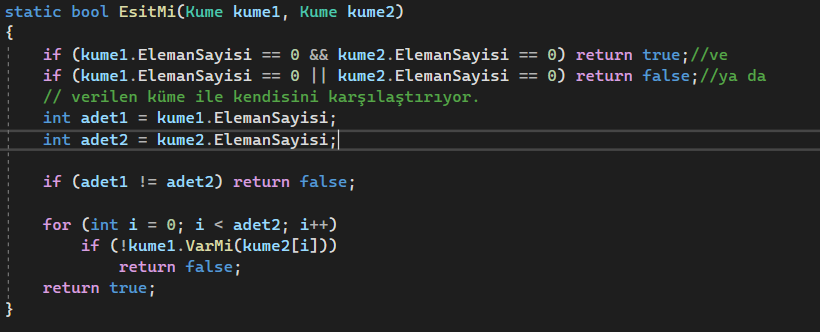 static bool EsitMi(Kume kume1, Kume kume2)
{
if (kume1.ElemanSayisi == 0 && kume2.ElemanSayisi == 0) return true;//ve
if (kume1.ElemanSayisi == 0 || kume2.ElemanSayisi == 0) return false;//ya da
// verilen küme ile kendisini karşılaştırıyor.
int adet1 = kume1.ElemanSayisi;
int adet2 = kume2.ElemanSayisi;
if (adet1 != adet2) return false;
for (int i = 0; i < adet2; i++)
if (!kume1.VarMi(kume2[i]))
return false;
return true;
}